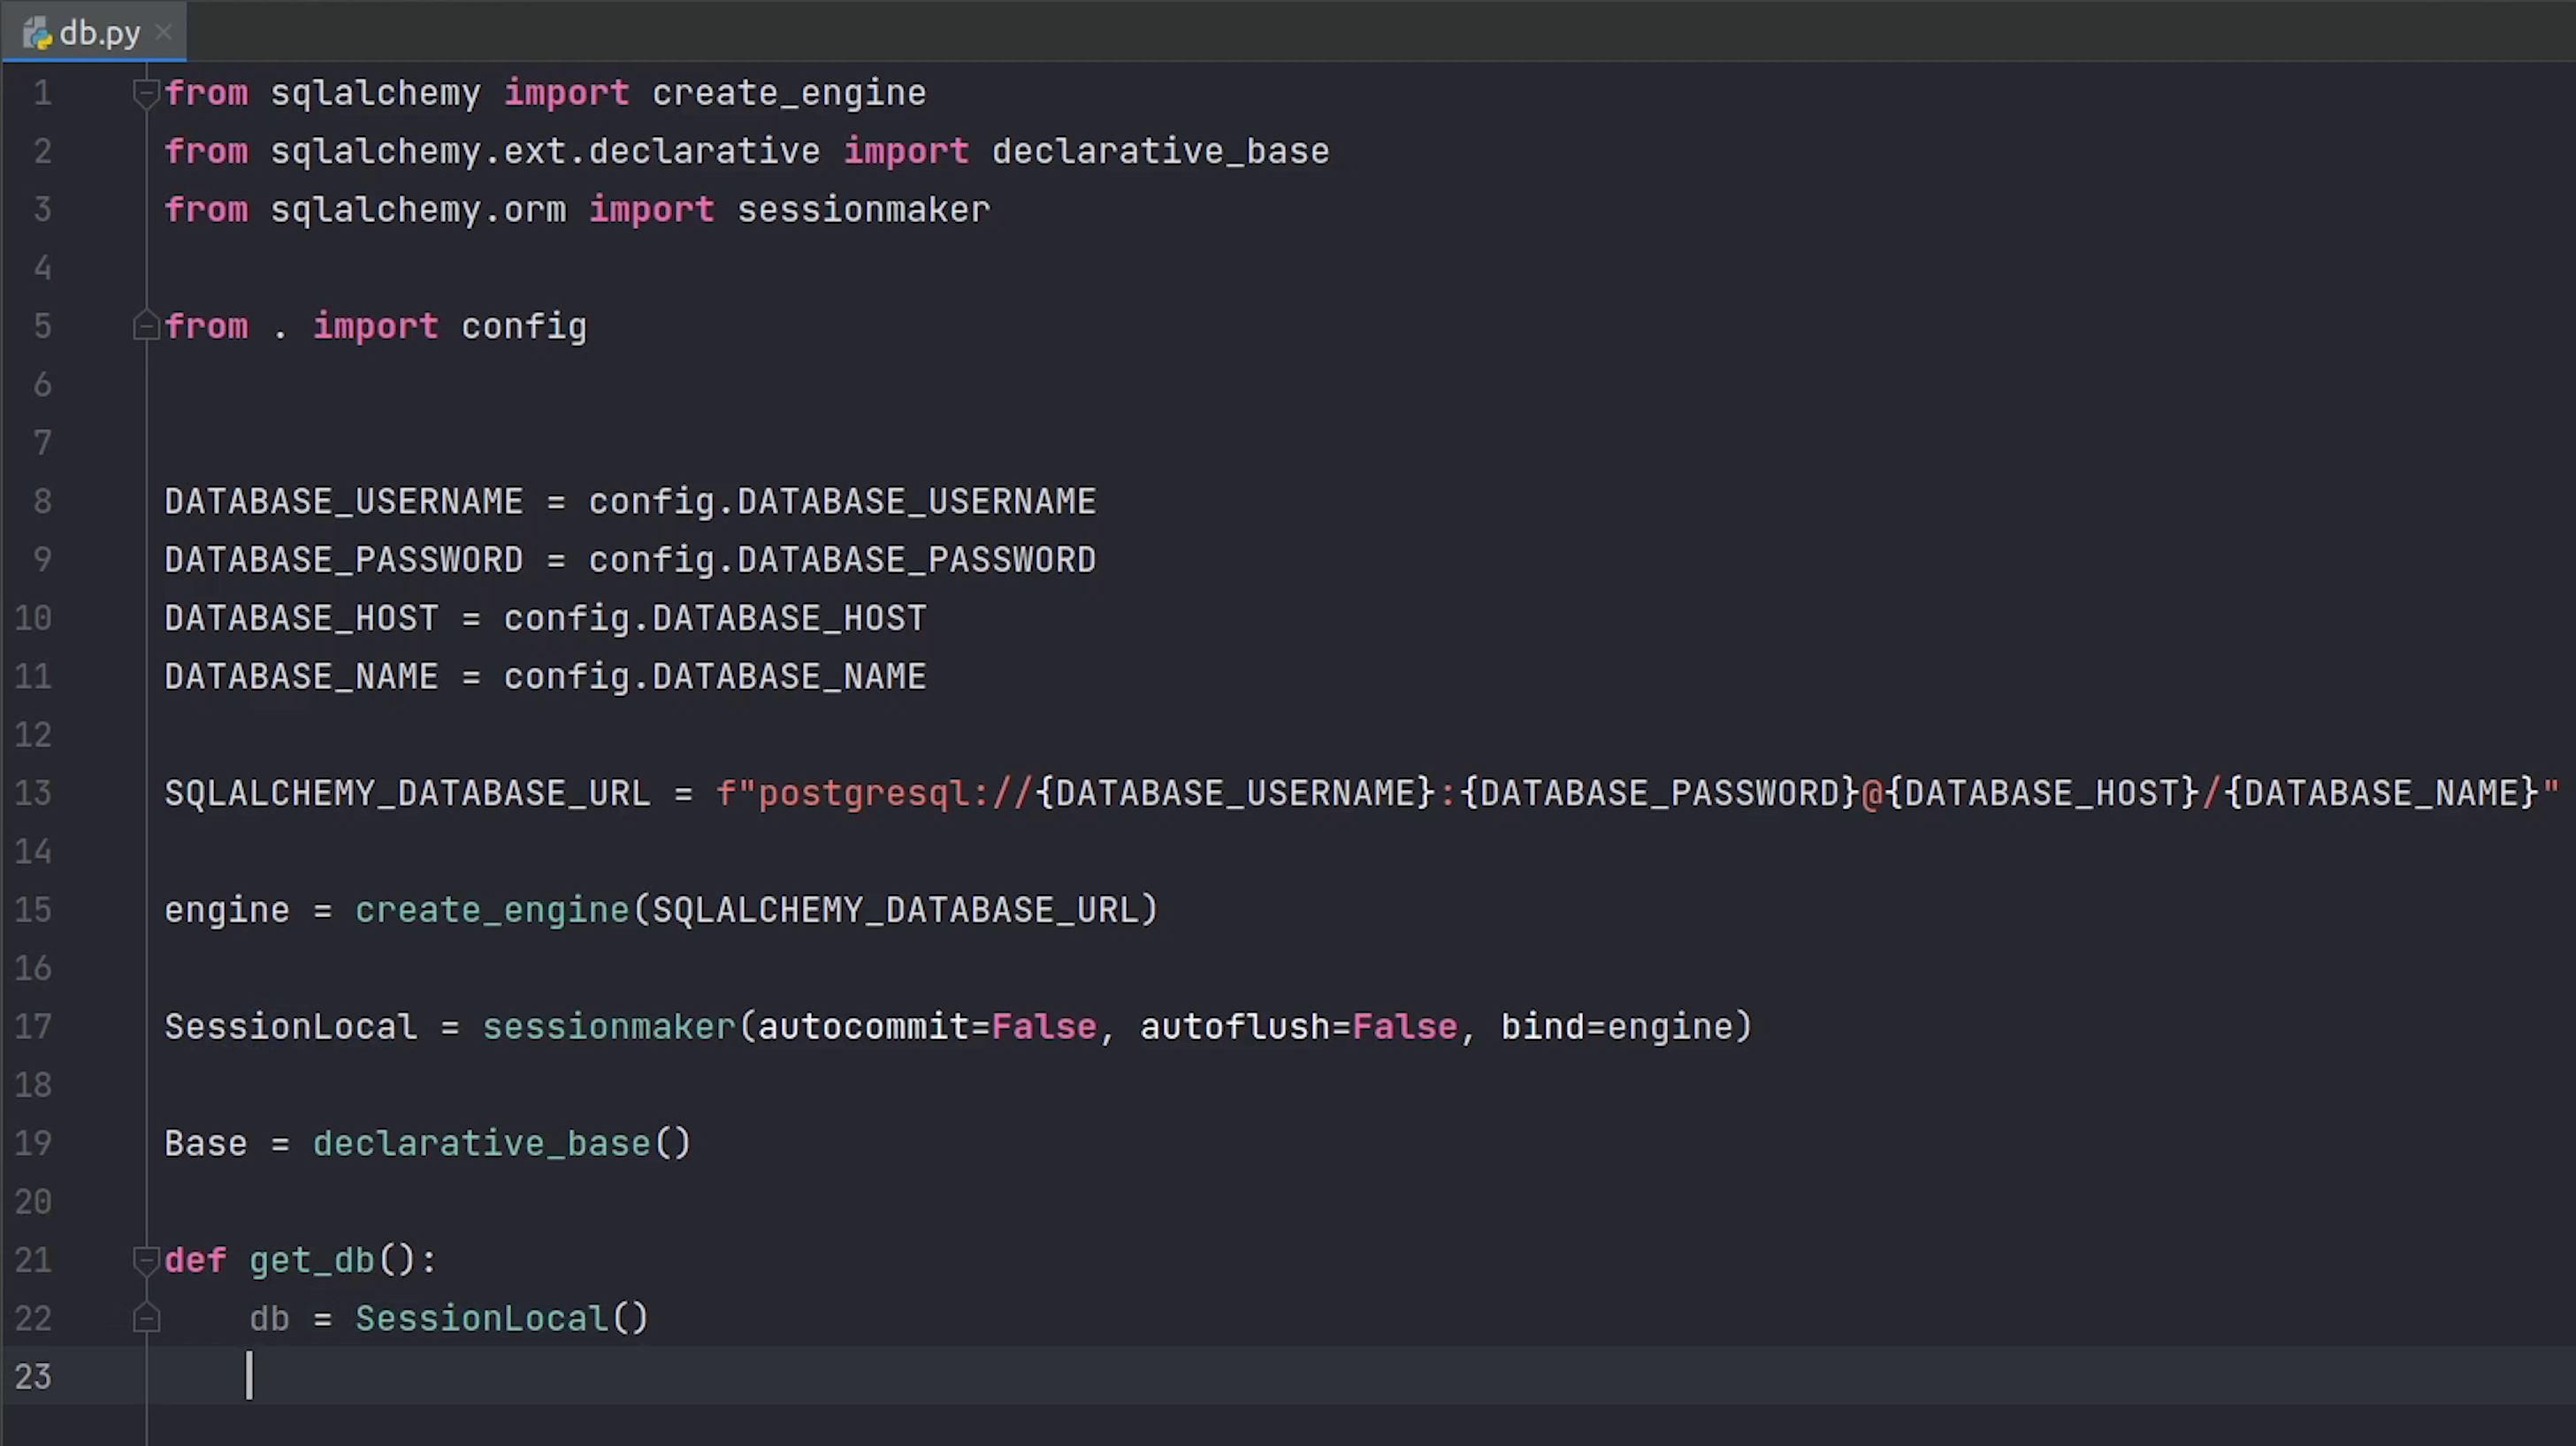 db.py
1 from sqlalchemy import create_engine
2 from sqlalchemy.ext.declarative import declarative_base
3 from sqlalchemy.orm import sessionmaker
4
5 from . import config
6
7
8 DATABASE_USERNAME = config.DATABASE_USERNAME
9 DATABASE_PASSWORD = config.DATABASE_PASSWORD
10 DATABASE_HOST = config.DATABASE_HOST
11 DATABASE_NAME = config.DATABASE_NAME
12
13 SQLALCHEMY_DATABASE_URL = f"postgresql://{DATABASE_USERNAME}:{DATABASE_PASSWORD}@{DATABASE_HOST}/{DATABASE_NAME}"
14
15 engine = create_engine(SQLALCHEMY_DATABASE_URL)
16
17 SessionLocal = sessionmaker(autocommit=False, autoflush=False, bind=engine)
18
19 Base = declarative_base()
20
21 def get_db():
22     db = SessionLocal()
23